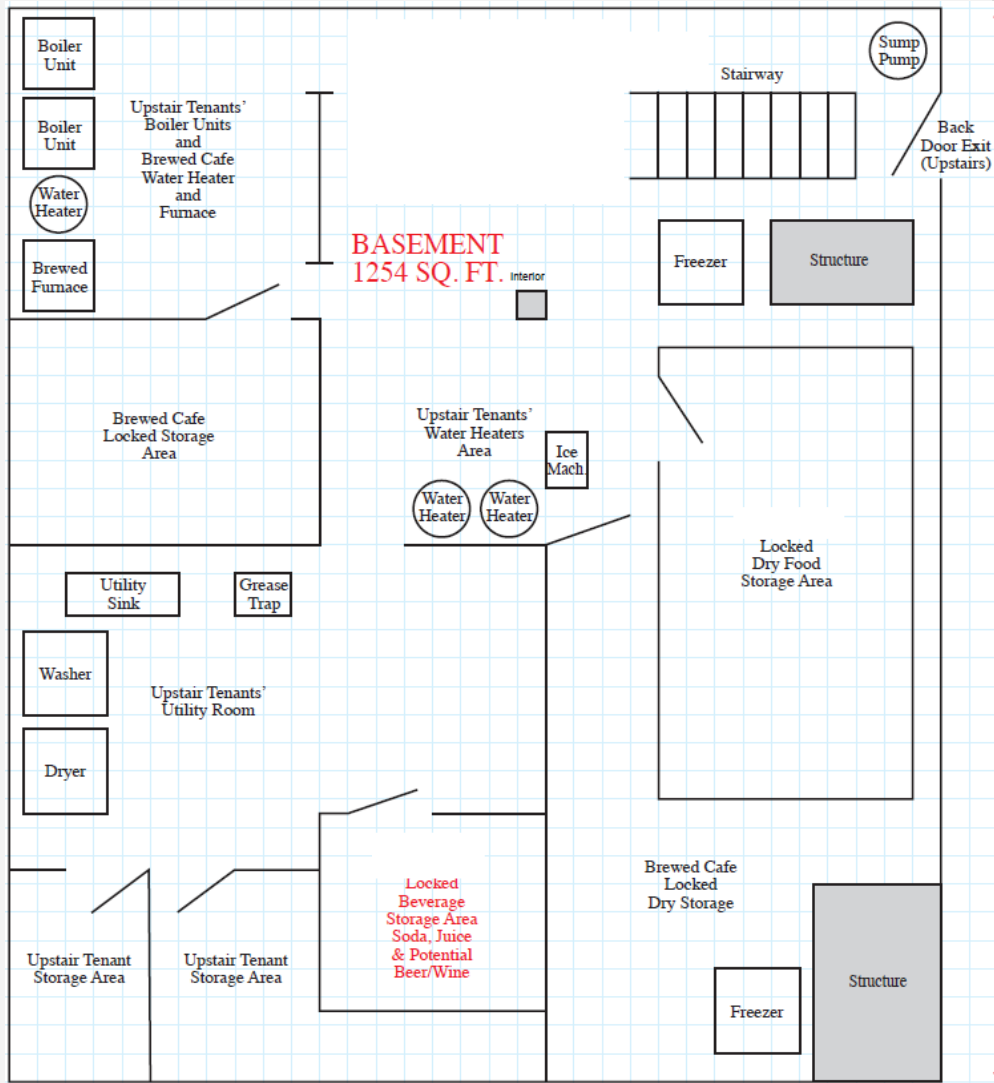 Boiler
Unit
Sump
Pump
Stairway
Upstair Tenants'
Boiler Units
and
Brewed Cafe
Water Heater
and
Furnace
Boiler
Unit
Back
Door Exit
(Upstairs)
Water
Heater
BASEMENT
1254 SQ. FT.
Interior
Brewed
Furnace
Freezer
Structure
Brewed Cafe
Locked Storage
Area
Upstair Tenants'
Water Heaters
Area
Ice
Mach.
Water
Heater
Water
Heater
Locked
Dry Food
Storage Area
Utility
Sink
Grease
Trap
Washer
Upstair Tenants'
Utility Room
Dryer
Brewed Cafe
Locked
Dry Storage
Locked
Beverage
Storage Area
Soda, Juice
& Potential
Beer/Wine
Upstair Tenant
Storage Area
Upstair Tenant
Storage Area
Structure
Freezer